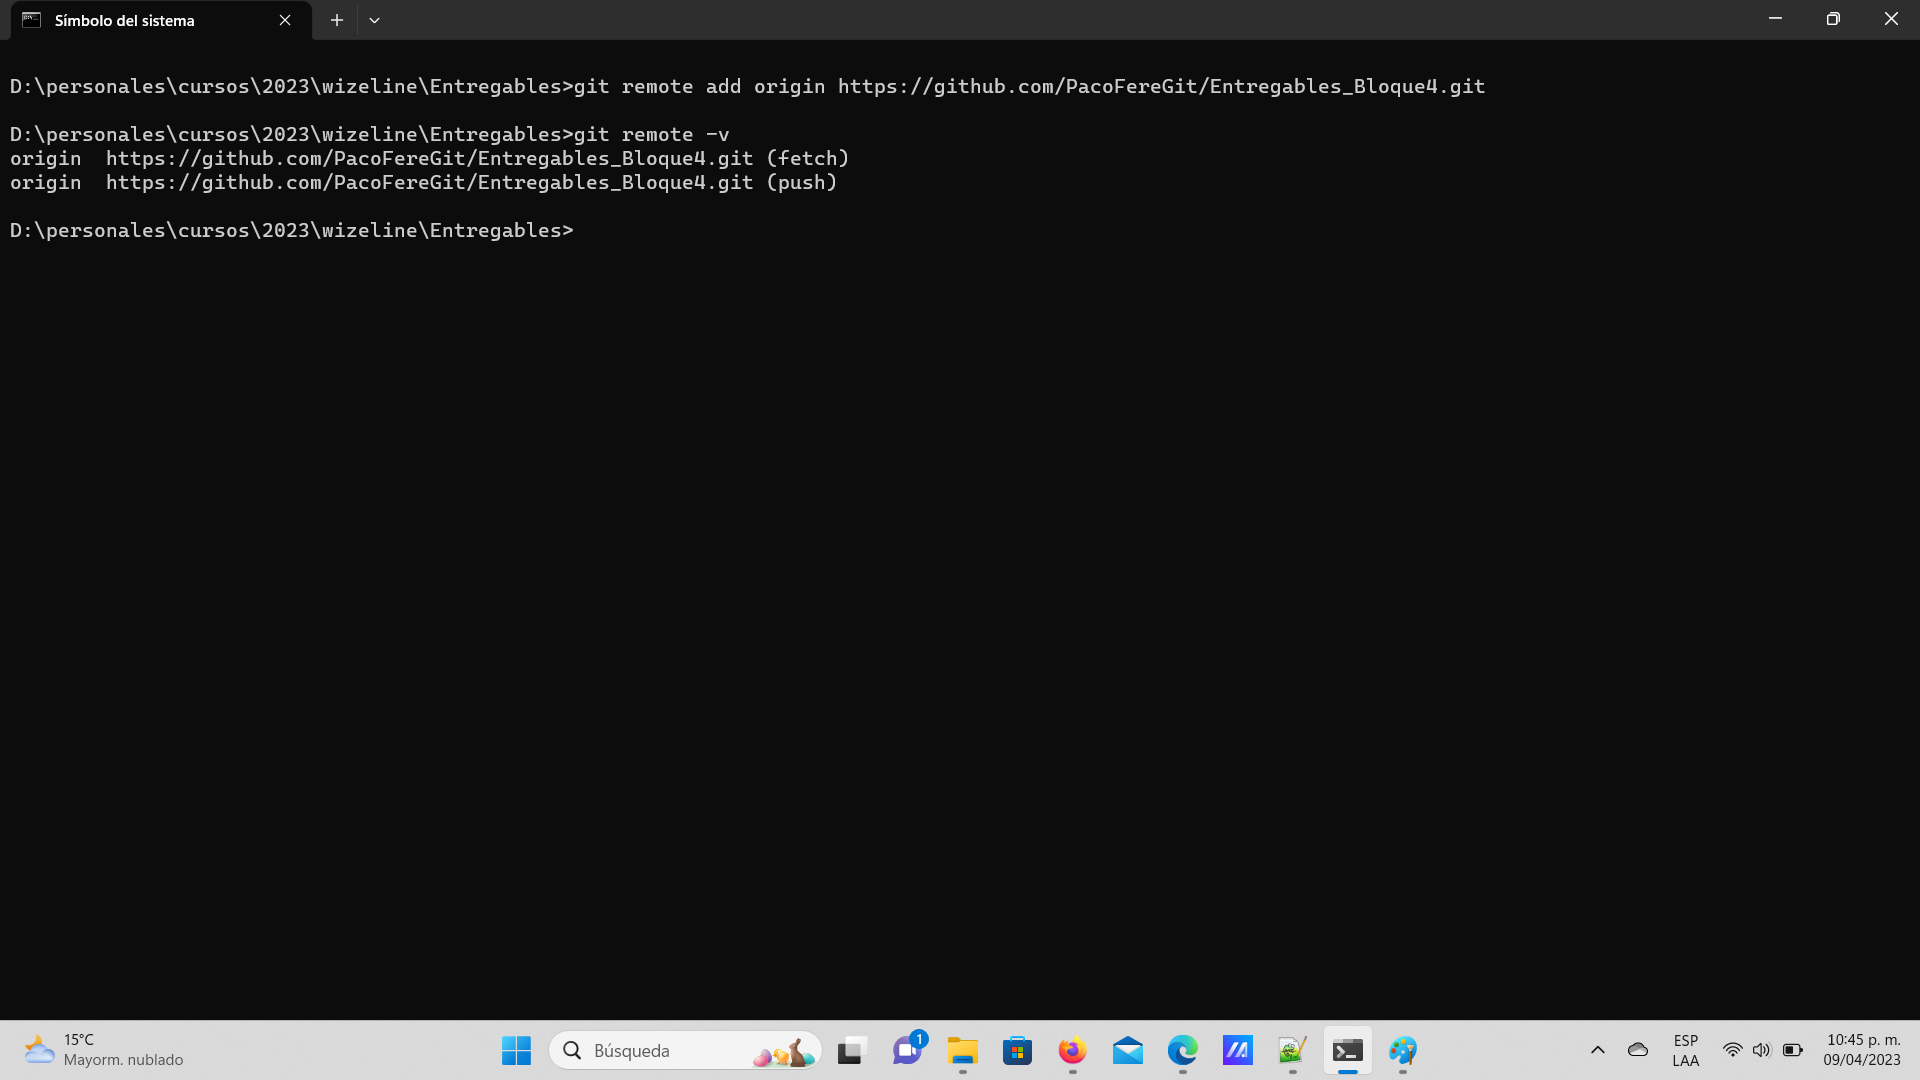 Símbolo del sistema
D:\personales\cursos\2023\wizeline\Entregables>git remote add origin https://github.com/PacoFereGit/Entregables_Bloque4.git
D:\personales\cursos\2023\wizeline\Entregables>git remote -v
origin  https://github.com/PacoFereGit/Entregables_Bloque4.git (fetch)
origin  https://github.com/PacoFereGit/Entregables_Bloque4.git (push)
D:\personales\cursos\2023\wizeline\Entregables>
15°C
Mayorm. nublado
Búsqueda
1
ESP
LAA
10:45 p. m.
09/04/2023